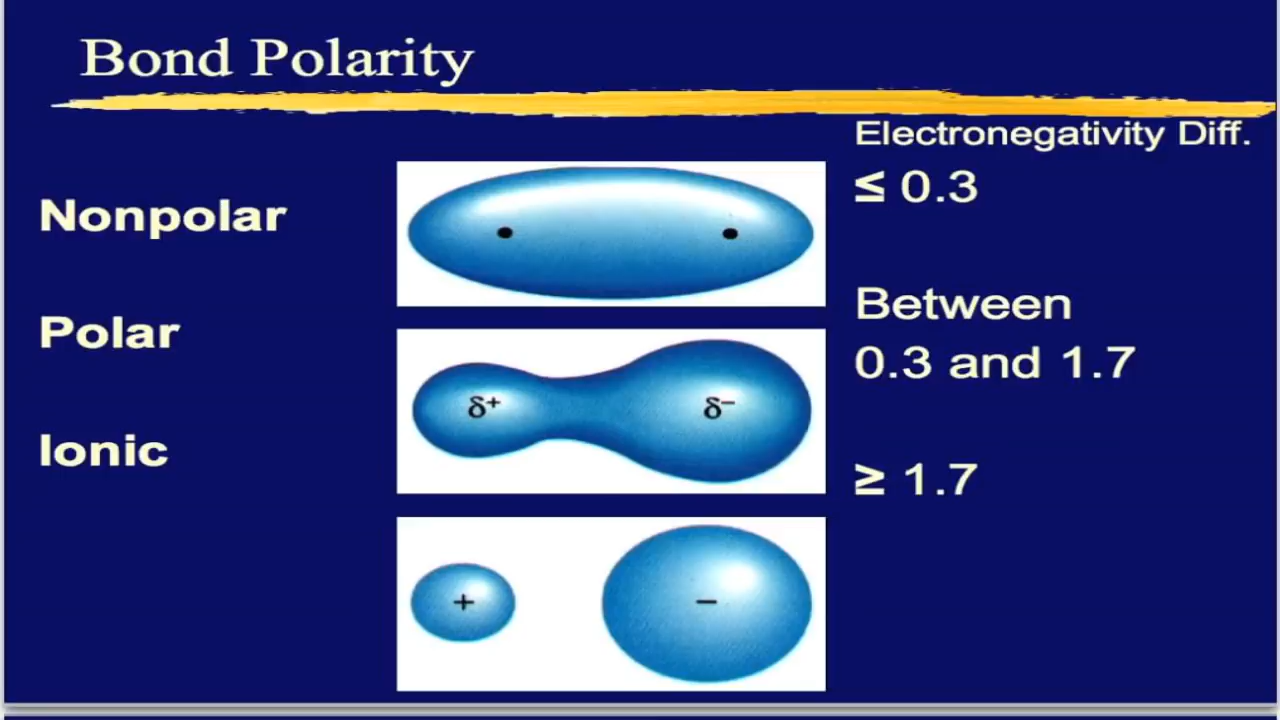 Bond Polarity
Electronegativity Diff.
Nonpolar
≤ 0.3
Polar
Between
0.3 and 1.7
δ+ δ−
Ionic
≥ 1.7
+ −